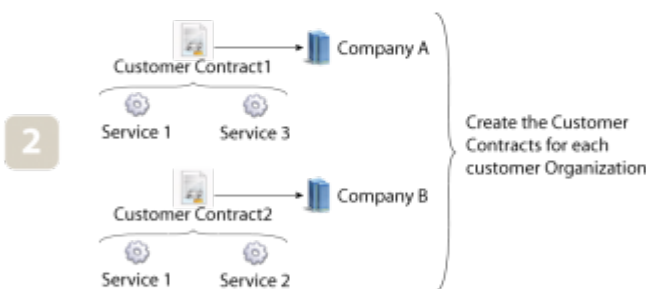 2
Company A
Customer Contract1
Service 1 Service 3
Create the Customer
Contracts for each
customer Organization
Company B
Customer Contract2
Service 1 Service 2